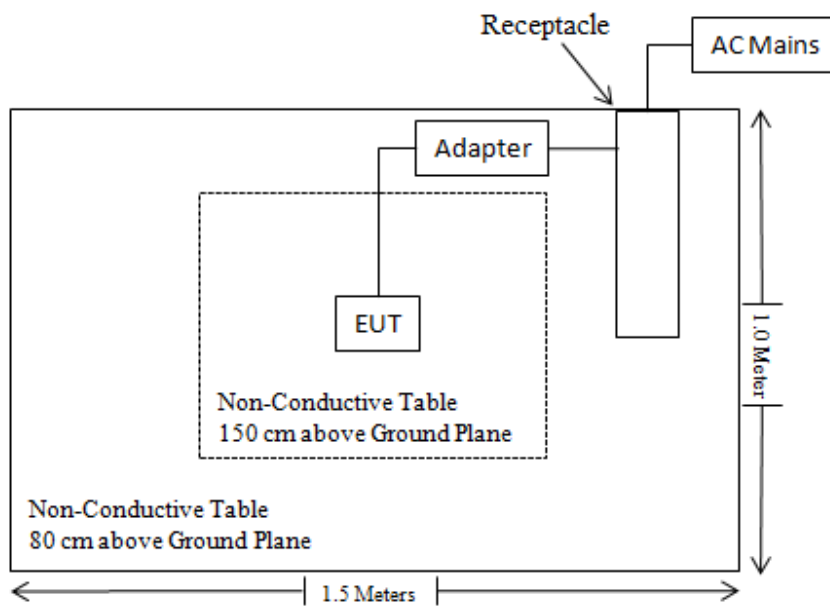 Receptacle
AC Mains
Adapter
EUT
Non-Conductive Table
150 cm above Ground Plane
1.0 Meter
Non-Conductive Table
80 cm above Ground Plane
1.5 Meters